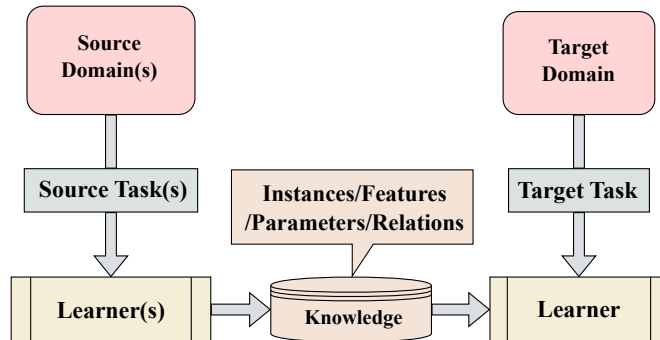 Source
Domain(s)
Target
Domain
Source Task(s)
Instances/Features
/Parameters/Relations
Target Task
Learner(s)
Knowledge
Learner